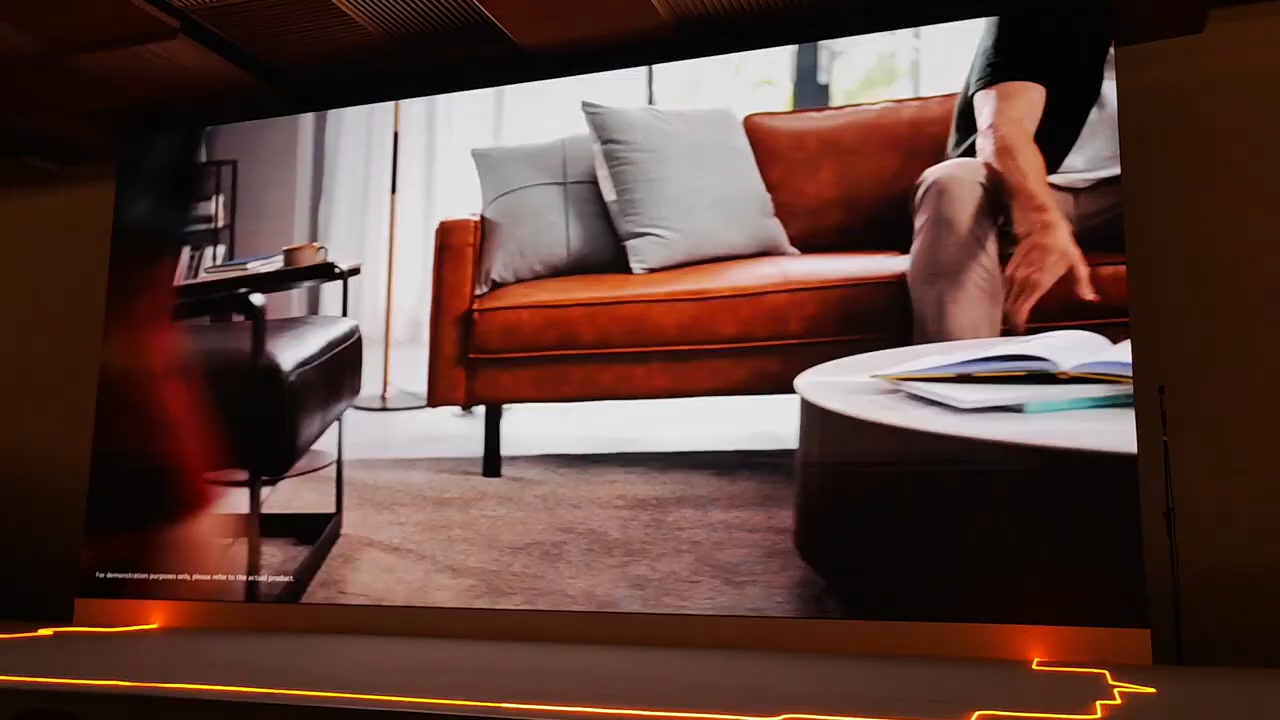 For demonstration purposes only, please refer to the actual product.